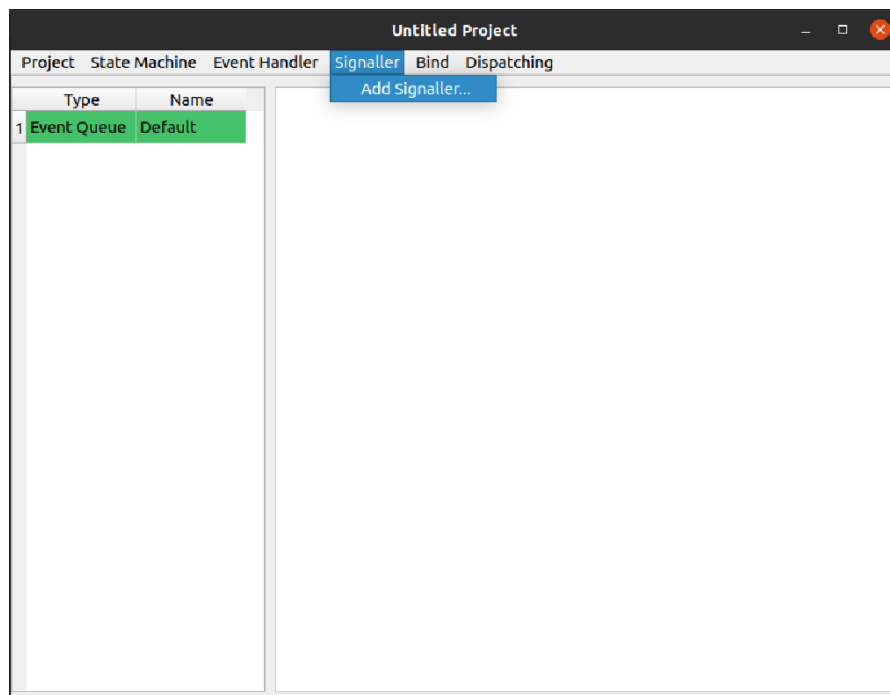 Untitled Project
Project State Machine Event Handler Signaller Bind Dispatching
Add Signaller...
Type Name
1 Event Queue Default